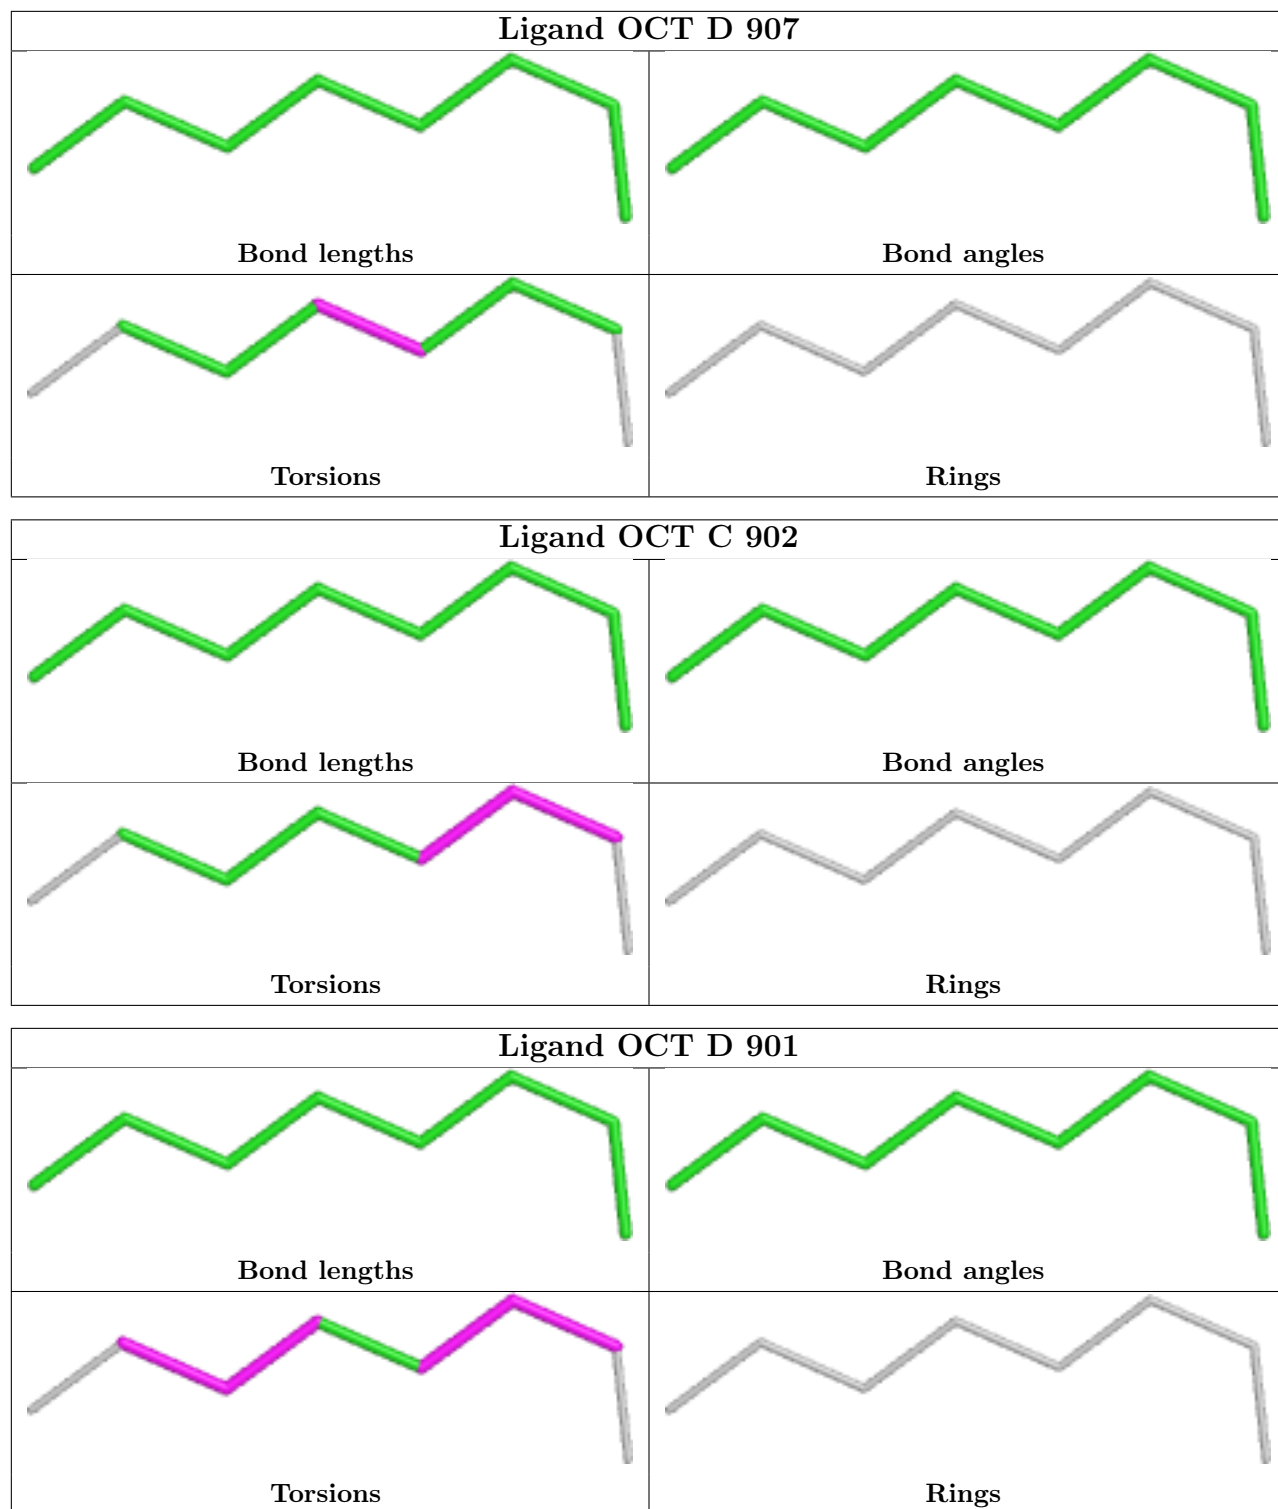 Ligand OCT D 907
Bond lengths
Bond angles
Torsions
Rings
Ligand OCT C 902
Bond lengths
Bond angles
Torsions
Rings
Ligand OCT D 901
Bond lengths
Bond angles
Torsions
Rings